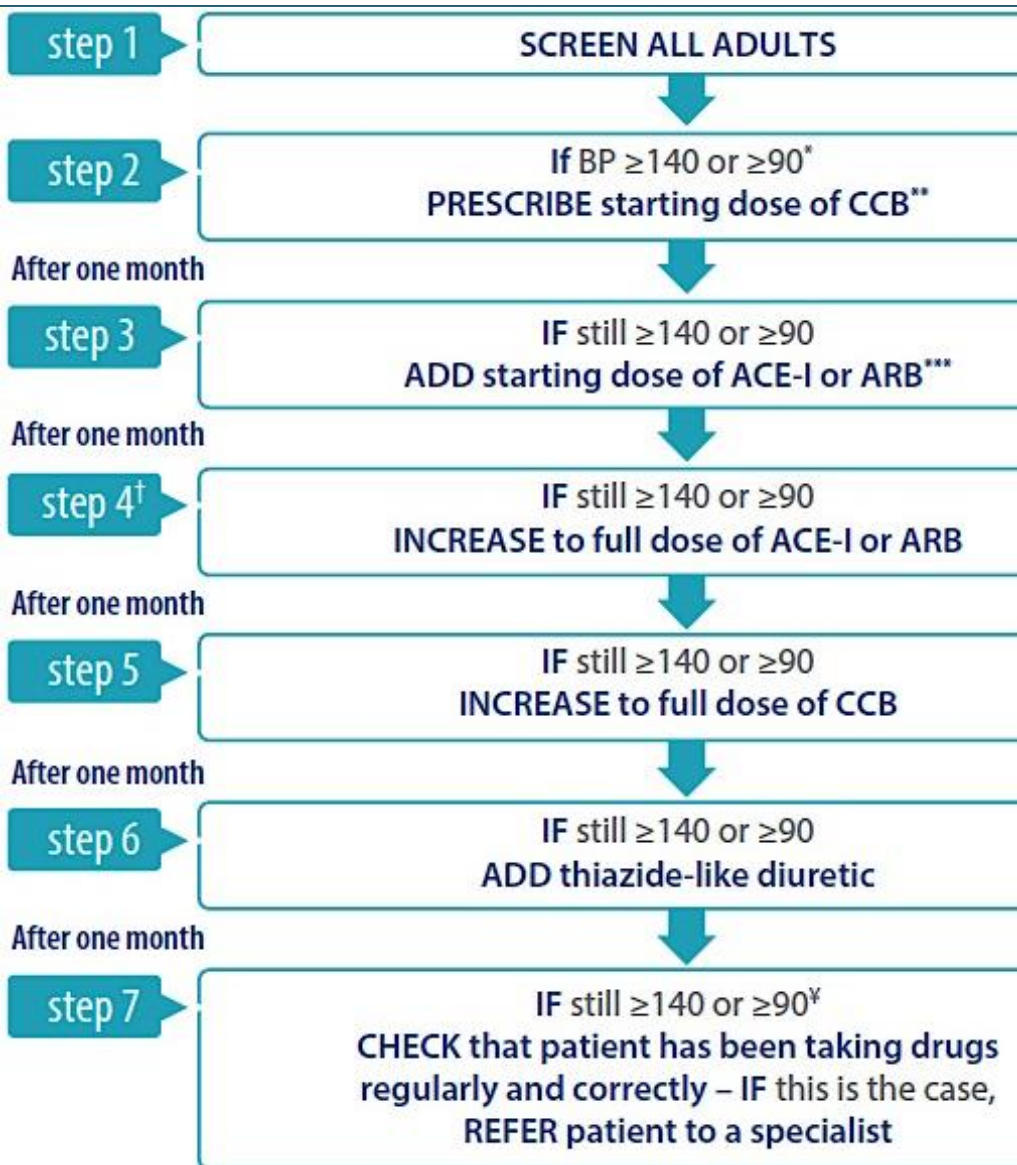 step 1
SCREEN ALL ADULTS
step 2
If BP ≥140 or ≥90*
PRESCRIBE starting dose of CCB**
After one month
step 3
IF still ≥140 or ≥90
ADD starting dose of ACE-I or ARB***
After one month
step 4†
IF still ≥140 or ≥90
INCREASE to full dose of ACE-I or ARB
After one month
step 5
IF still ≥140 or ≥90
INCREASE to full dose of CCB
After one month
step 6
IF still ≥140 or ≥90
ADD thiazide-like diuretic
After one month
step 7
IF still ≥140 or ≥90¥
CHECK that patient has been taking drugs
regularly and correctly – IF this is the case,
REFER patient to a specialist